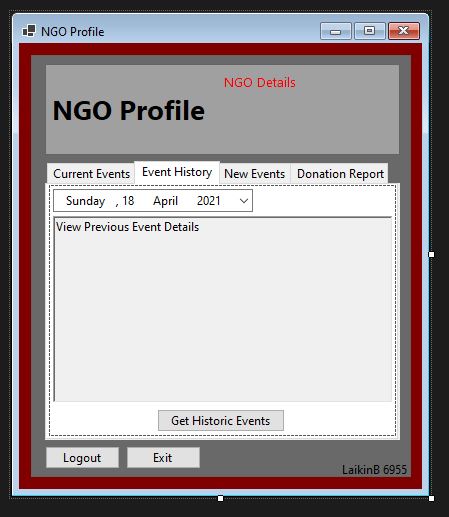 NGO Profile
NGO Details
NGO Profile
Current Events Event History New Events Donation Report
Sunday , 18 April 2021
View Previous Event Details
Get Historic Events
Logout Exit
LaikinB 6955